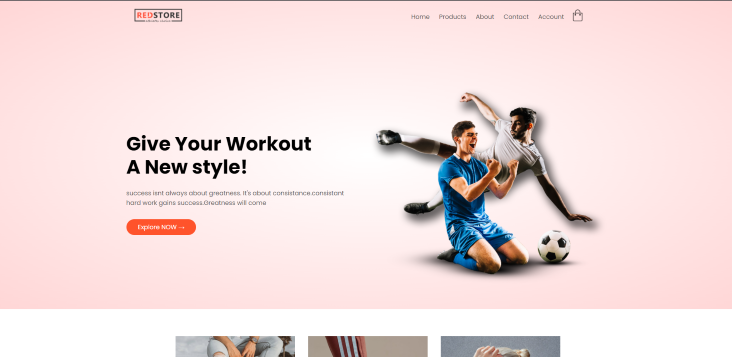 REDSTORE
Home Products About Contact Account
Give Your Workout
A New style!
success isnt always about greatness. It's about consistance.consistant
hard work gains success.Greatness will come
Explore NOW →